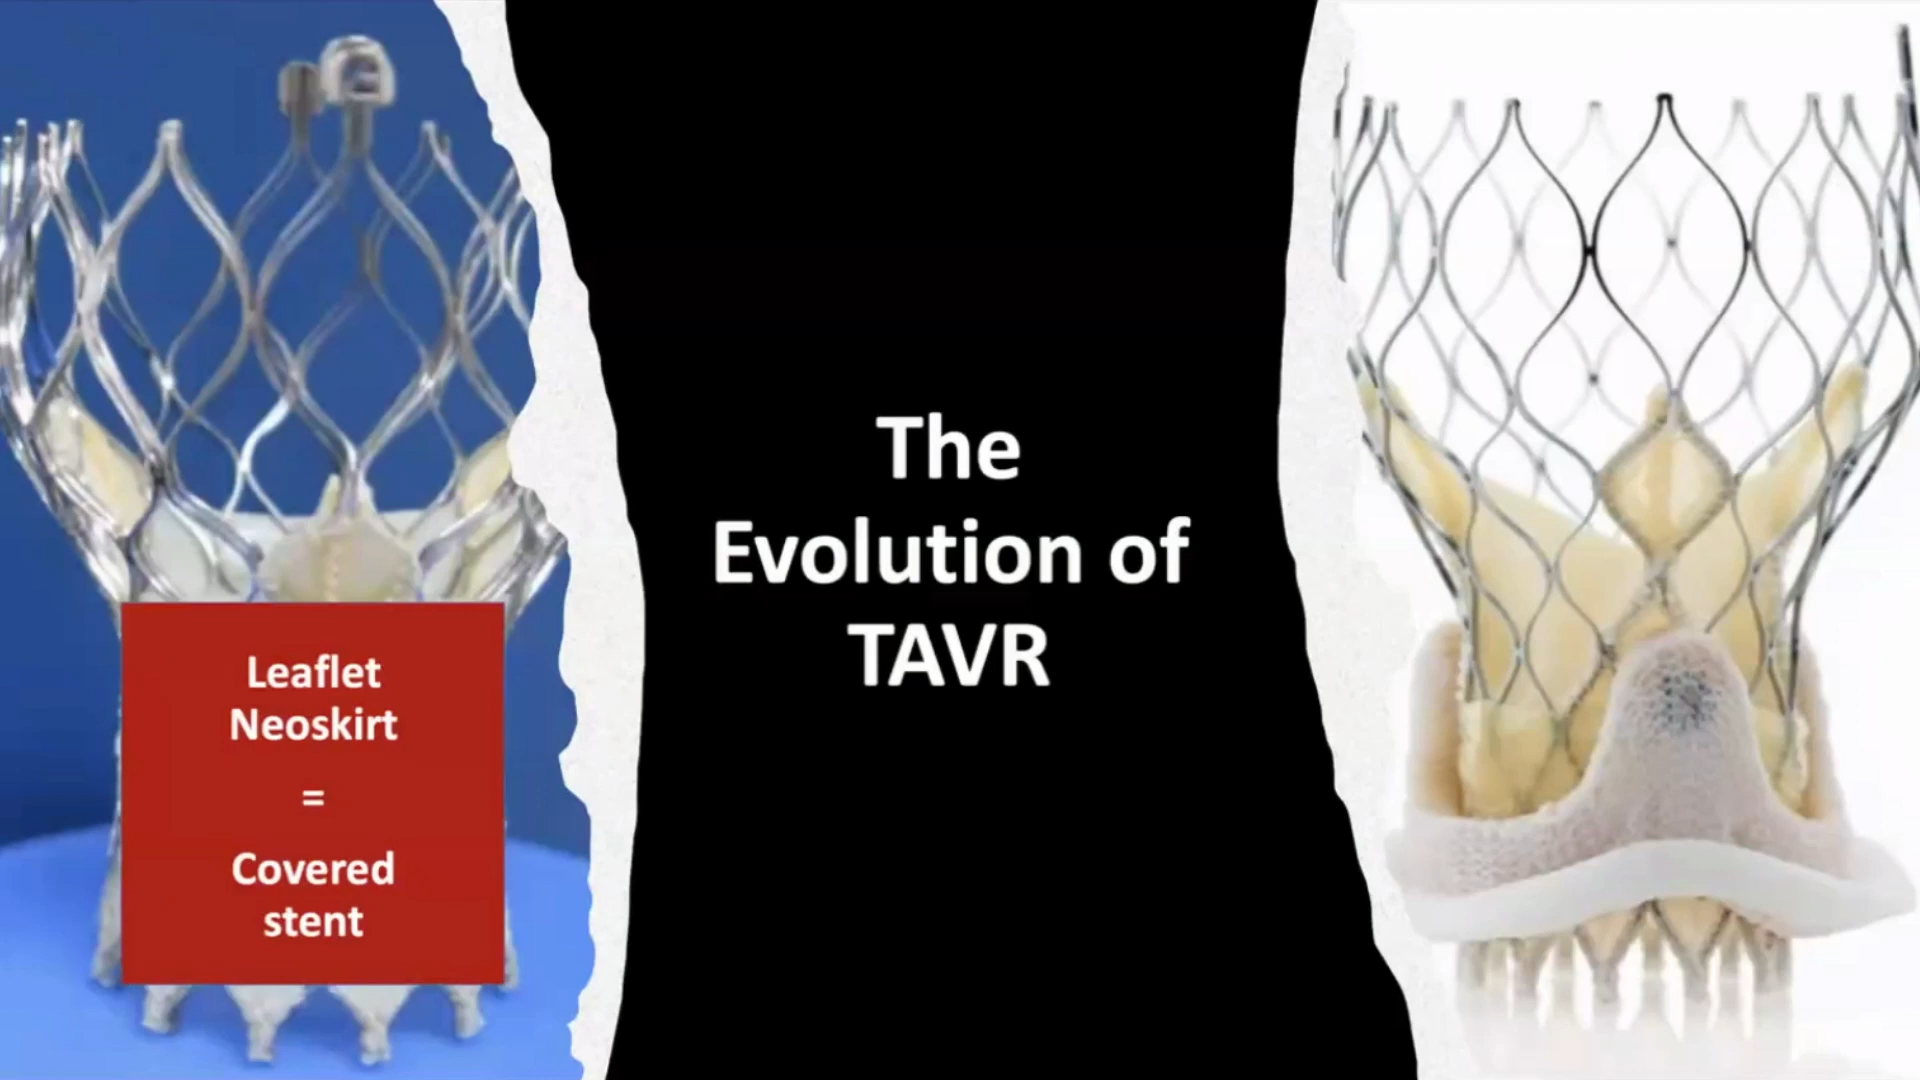 The
Evolution of
TAVR
Leaflet
Neoskirt
=
Covered
stent